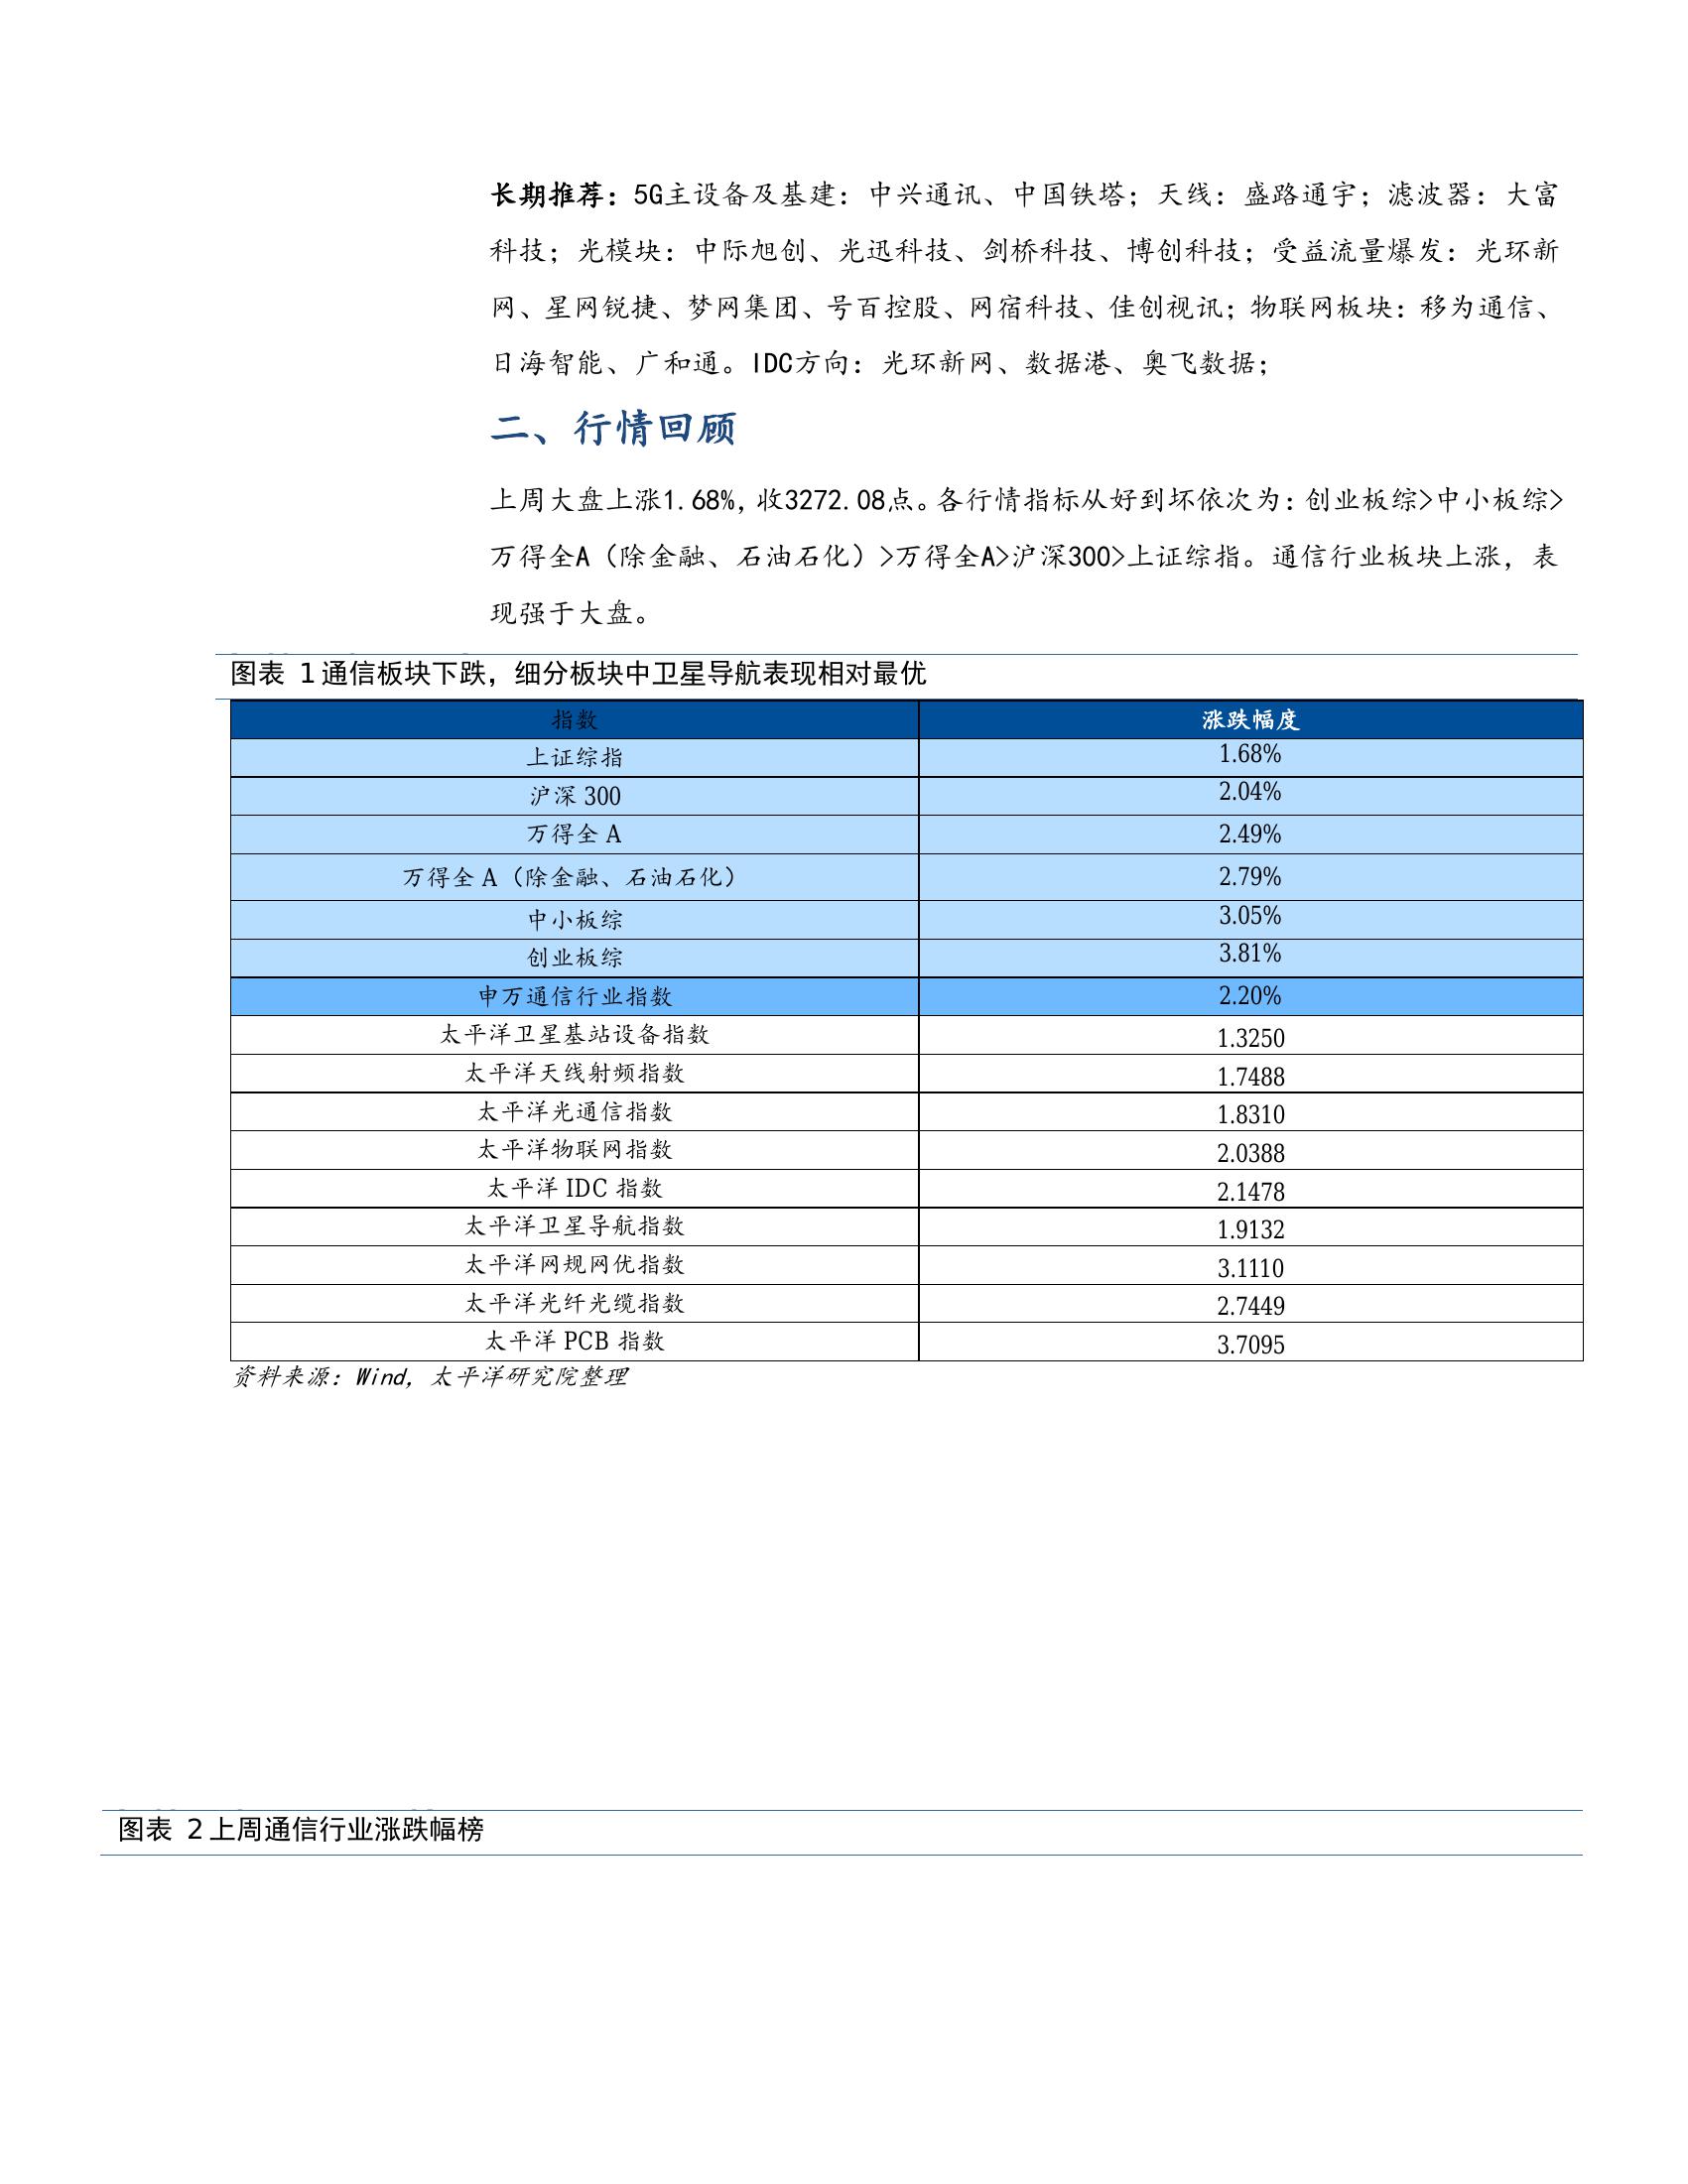 长期推荐：5G主设备及基建：中兴通讯、中国铁塔；天线：盛路通宇；滤波器：大富
科技；光模块：中际旭创、光迅科技、剑桥科技、博创科技；受益流量爆发：光环新
网、星网锐捷、梦网集团、号百控股、网宿科技、佳创视讯；物联网板块：移为通信、
日海智能、广和通。IDC方向：光环新网、数据港、奥飞数据；
二、行情回顾
上周大盘上涨1.68%，收3272.08点。各行情指标从好到坏依次为：创业板综>中小板综>
万得全A（除金融、石油石化）>万得全A>沪深300>上证综指。通信行业板块上涨，表
现强于大盘。
图表 1 通信板块下跌，细分板块中卫星导航表现相对最优
指数 涨跌幅度
上证综指 1.68%
沪深 300 2.04%
万得全 A 2.49%
万得全 A（除金融、石油石化） 2.79%
中小板综 3.05%
创业板综 3.81%
申万通信行业指数 2.20%
太平洋卫星基站设备指数 1.3250
太平洋天线射频指数 1.7488
太平洋光通信指数 1.8310
太平洋物联网指数 2.0388
太平洋 IDC 指数 2.1478
太平洋卫星导航指数 1.9132
太平洋网规网优指数 3.1110
太平洋光纤光缆指数 2.7449
太平洋 PCB 指数 3.7095
资料来源：Wind，太平洋研究院整理
图表 2 上周通信行业涨跌幅榜